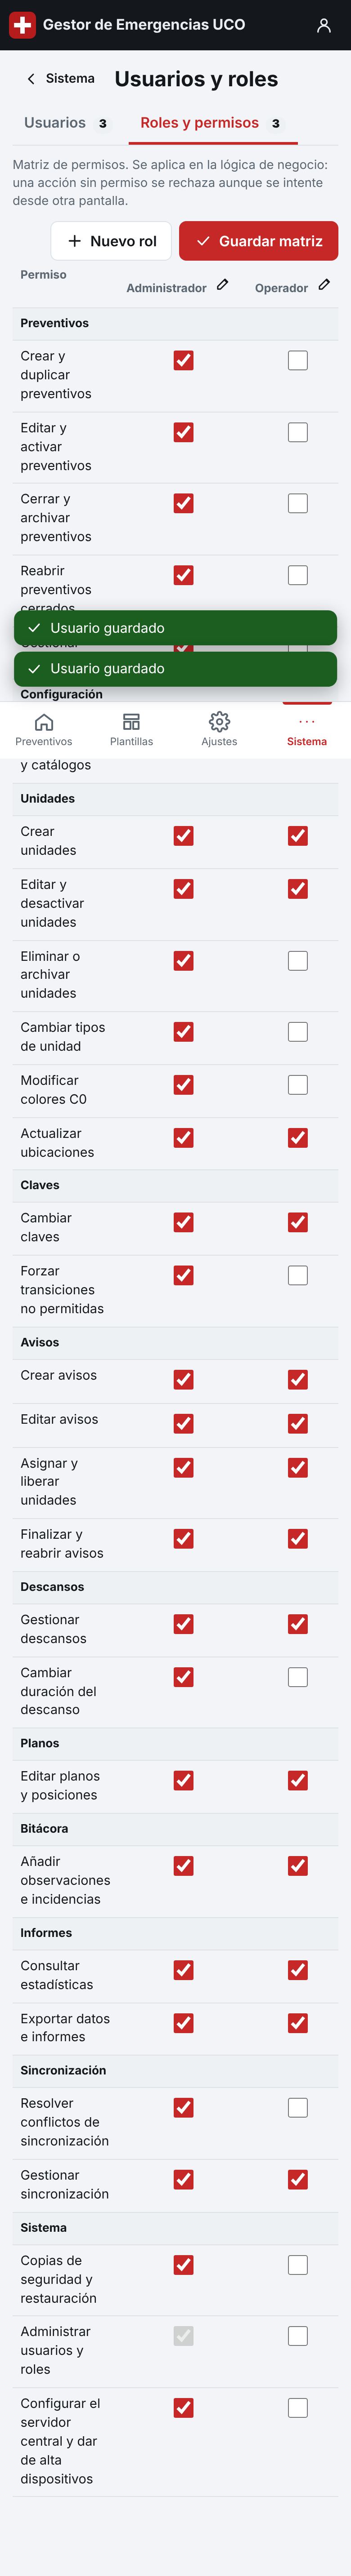 Gestor de Emergencias UCO
Sistema
Usuarios y roles
Usuarios 3
Roles y permisos 3
Matriz de permisos. Se aplica en la lógica de negocio:
una acción sin permiso se rechaza aunque se intente
desde otra pantalla.
Nuevo rol
Guardar matriz
Permiso
Administrador
Operador
Preventivos
Crear y
duplicar
preventivos
Editar y
activar
preventivos
Cerrar y
archivar
preventivos
Reabrir
preventivos
cerrados
Usuario guardado
Usuario guardado
Configuración
Preventivos
Plantillas
Ajustes
Sistema
y catálogos
Unidades
Crear
unidades
Editar y
desactivar
unidades
Eliminar o
archivar
unidades
Cambiar tipos
de unidad
Modificar
colores C0
Actualizar
ubicaciones
Claves
Cambiar
claves
Forzar
transiciones
no permitidas
Avisos
Crear avisos
Editar avisos
Asignar y
liberar
unidades
Finalizar y
reabrir avisos
Descansos
Gestionar
descansos
Cambiar
duración del
descanso
Planos
Editar planos
y posiciones
Bitácora
Añadir
observaciones
e incidencias
Informes
Consultar
estadísticas
Exportar datos
e informes
Sincronización
Resolver
conflictos de
sincronización
Gestionar
sincronización
Sistema
Copias de
seguridad y
restauración
Administrar
usuarios y
roles
Configurar el
servidor
central y dar
de alta
dispositivos